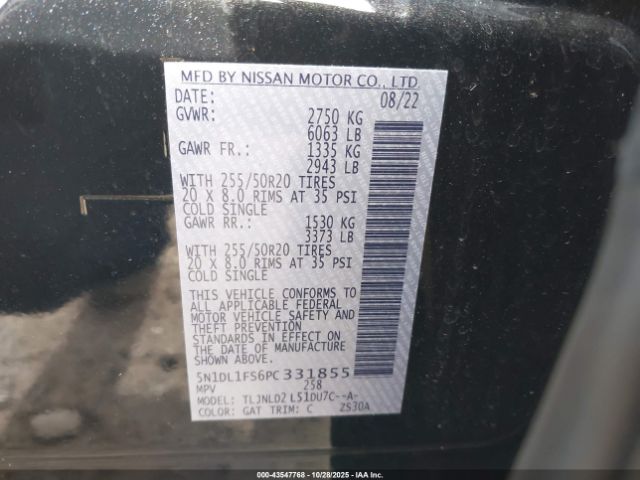 MFD BY NISSAN MOTOR CO., LTD
DATE: 08/22
GVWR: 2750 KG
6063 LB
GAWR FR.: 1335 KG
2943 LB
WITH 255/50R20 TIRES
20 X 8.0 RIMS AT 35 PSI
COLD SINGLE
GAWR RR.: 1530 KG
3373 LB
WITH 255/50R20 TIRES
20 X 8.0 RIMS AT 35 PSI
COLD SINGLE
THIS VEHICLE CONFORMS TO
ALL APPLICABLE FEDERAL
MOTOR VEHICLE SAFETY AND
THEFT PREVENTION
STANDARDS IN EFFECT ON
THE DATE OF MANUFACTURE
SHOWN ABOVE.
5N1DL1FS6PC331855
MPV 258
MODEL: TLJNLD2 L51DU7C--A-
COLOR: GAT TRIM: C ZS30A
000-43547768 - 10/28/2025 - IAA Inc.